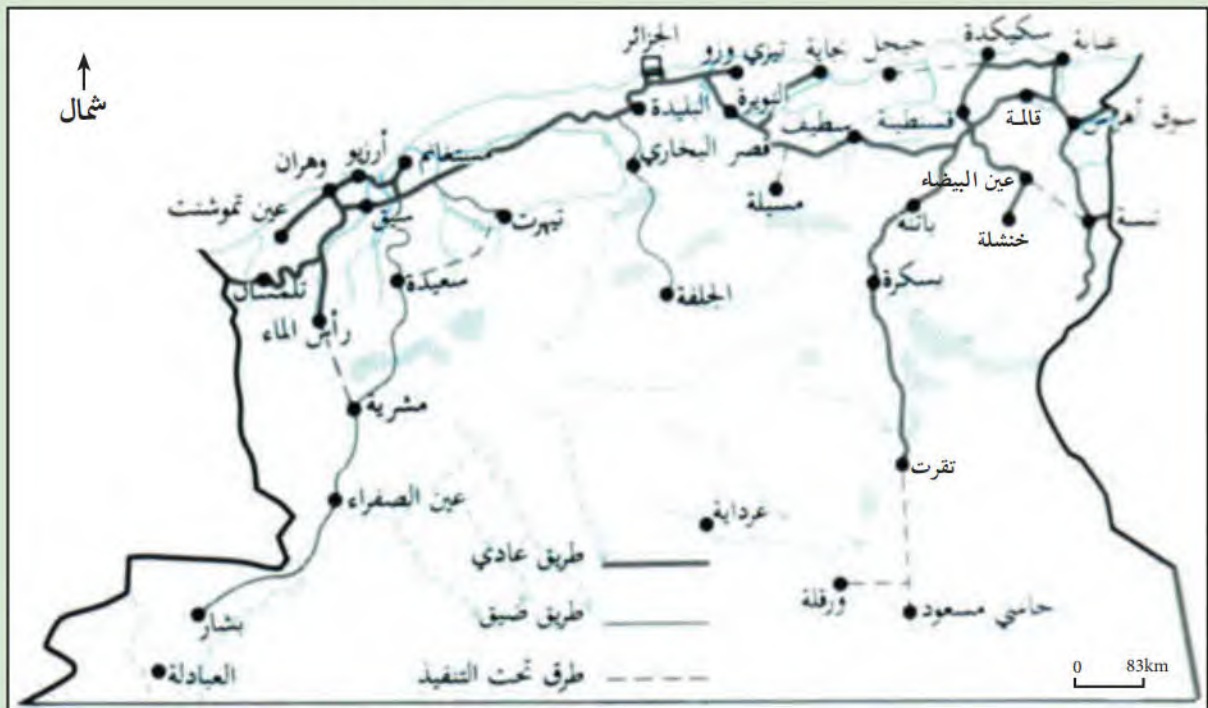 شمال
الجزائر
تيزي وزو
بجاية
جيجل
سكيكدة
عنابة
البليدة
البويرة
سطيف
قسنطينة
قالمة
سوق أهراس
قصر البخاري
مسيلة
عين البيضاء
خنشلة
تبسة
باتنة
بسكرة
مستغانم
أرزيو
وهران
عين تموشنت
سيق
تيهرت
تلمسان
سعيدة
الجلفة
رأس الماء
مشرية
تقرت
عين الصفراء
غرداية
ورقلة
حاسي مسعود
بشار
العبادلة
طريق عادي
طريق ضيق
طرق تحت التنفيذ
0 83km